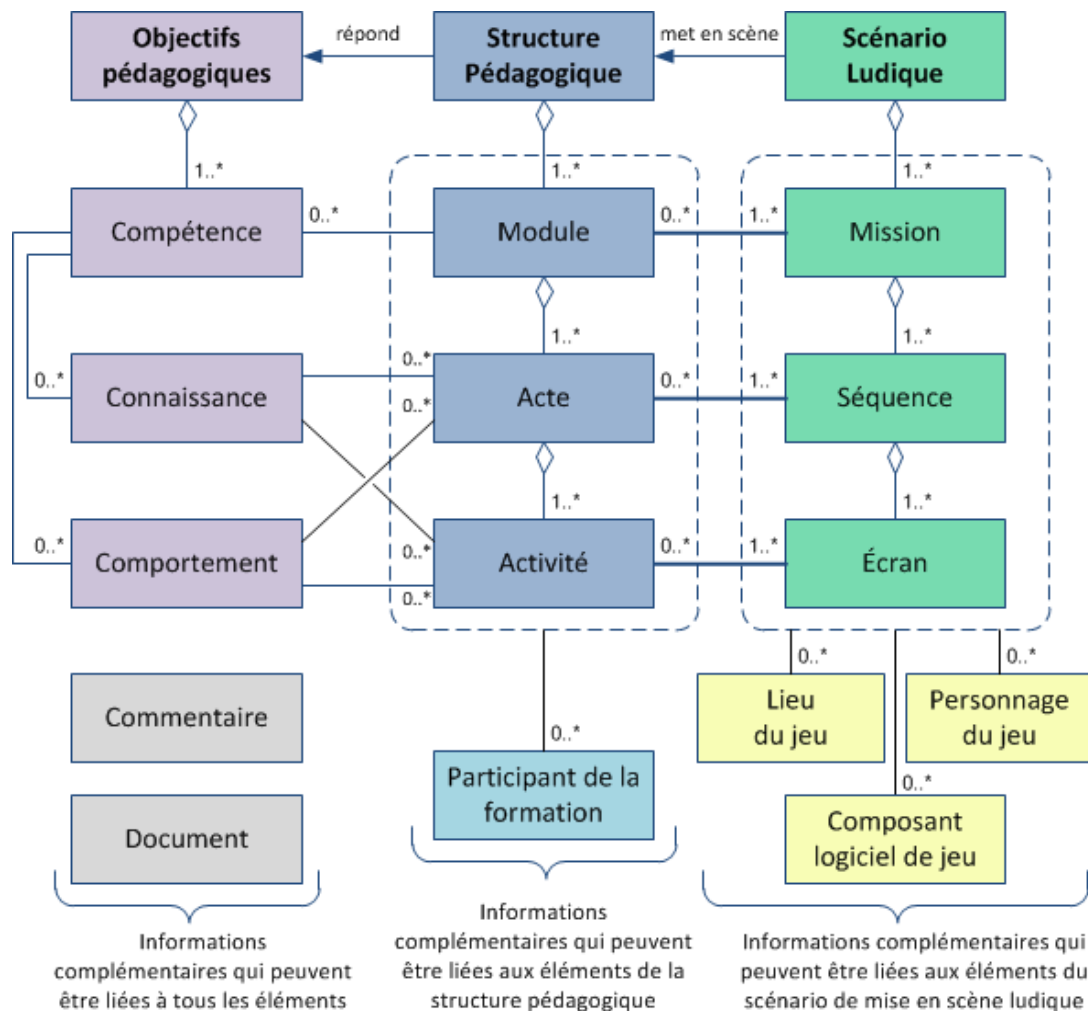 Objectifs
pédagogiques
répond
Structure
Pédagogique
met en scène
Scénario
Ludique
1..*
1..*
1..*
Compétence
0..*
Module
0..*
1..*
Mission
1..*
1..*
0..*
Connaissance
0..*
0..*
Acte
0..*
1..*
Séquence
1..*
1..*
0..*
Comportement
0..*
0..*
Activité
0..*
1..*
Écran
0..*
0..*
Commentaire
Lieu
du jeu
Personnage
du jeu
0..*
Participant de la
formation
0..*
Document
Composant
logiciel de jeu
Informations
complémentaires qui peuvent
être liées à tous les éléments
Informations
complémentaires qui peuvent
être liées aux éléments de la
structure pédagogique
Informations complémentaires qui
peuvent être liées aux éléments du
scénario de mise en scène ludique